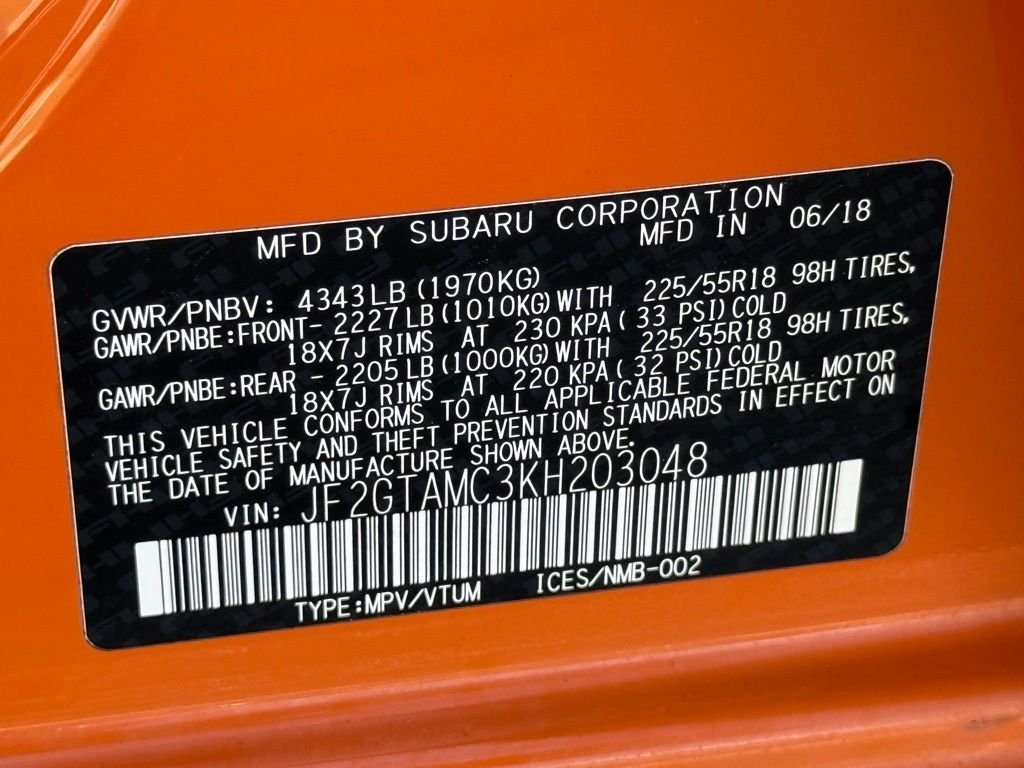 MFD BY SUBARU CORPORATION
MFD IN 06/18
GVWR/PNBV: 4343LB (1970KG)
GAWR/PNBE:FRONT- 2227LB(1010KG)WITH 225/55R18 98H TIRES,
18X7J RIMS AT 230 KPA( 33 PSI)COLD
GAWR/PNBE:REAR - 2205LB(1000KG)WITH 225/55R18 98H TIRES,
18X7J RIMS AT 220 KPA( 32 PSI)COLD
THIS VEHICLE CONFORMS TO ALL APPLICABLE FEDERAL MOTOR
VEHICLE SAFETY AND THEFT PREVENTION STANDARDS IN EFFECT ON
THE DATE OF MANUFACTURE SHOWN ABOVE.
VIN: JF2GTAMC3KH203048
TYPE:MPV/VTUM ICES/NMB-002